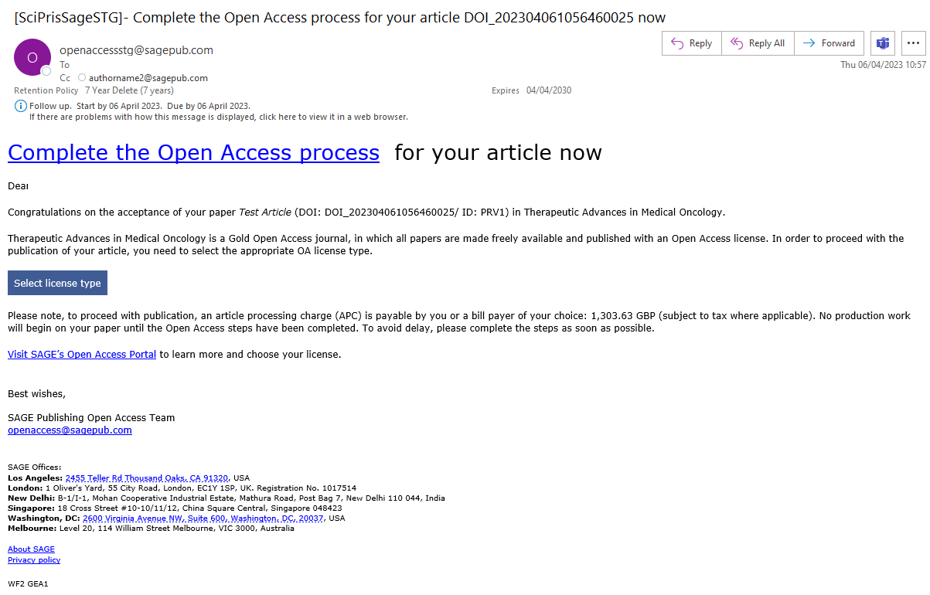 [SciPrisSageSTG]- Complete the Open Access process for your article DOI_202304061056460025 now
O
openaccessstg@sagepub.com
Reply
Reply All
Forward
To
Cc authorname2@sagepub.com
Thu 06/04/2023 10:57
Retention Policy 7 Year Delete (7 years)
Expires 04/04/2030
Follow up. Start by 06 April 2023. Due by 06 April 2023.
If there are problems with how this message is displayed, click here to view it in a web browser.
Complete the Open Access process for your article now
Dear
Congratulations on the acceptance of your paper Test Article (DOI: DOI_202304061056460025/ ID: PRV1) in Therapeutic Advances in Medical Oncology.
Therapeutic Advances in Medical Oncology is a Gold Open Access journal, in which all papers are made freely available and published with an Open Access license. In order to proceed with the
publication of your article, you need to select the appropriate OA license type.
Select license type
Please note, to proceed with publication, an article processing charge (APC) is payable by you or a bill payer of your choice: 1,303.63 GBP (subject to tax where applicable). No production work
will begin on your paper until the Open Access steps have been completed. To avoid delay, please complete the steps as soon as possible.
Visit SAGE's Open Access Portal to learn more and choose your license.
Best wishes,
SAGE Publishing Open Access Team
openaccess@sagepub.com
SAGE Offices:
Los Angeles: 2455 Teller Rd Thousand Oaks, CA 91320, USA
London: 1 Oliver's Yard, 55 City Road, London, EC1Y 1SP, UK. Registration No. 1017514
New Delhi: B-1/I-1, Mohan Cooperative Industrial Estate, Mathura Road, Post Bag 7, New Delhi 110 044, India
Singapore: 18 Cross Street #10-10/11/12, China Square Central, Singapore 048423
Washington, DC: 2600 Virginia Avenue NW, Suite 600, Washington, DC, 20037, USA
Melbourne: Level 20, 114 William Street Melbourne, VIC 3000, Australia
About SAGE
Privacy policy
WF2 GEA1